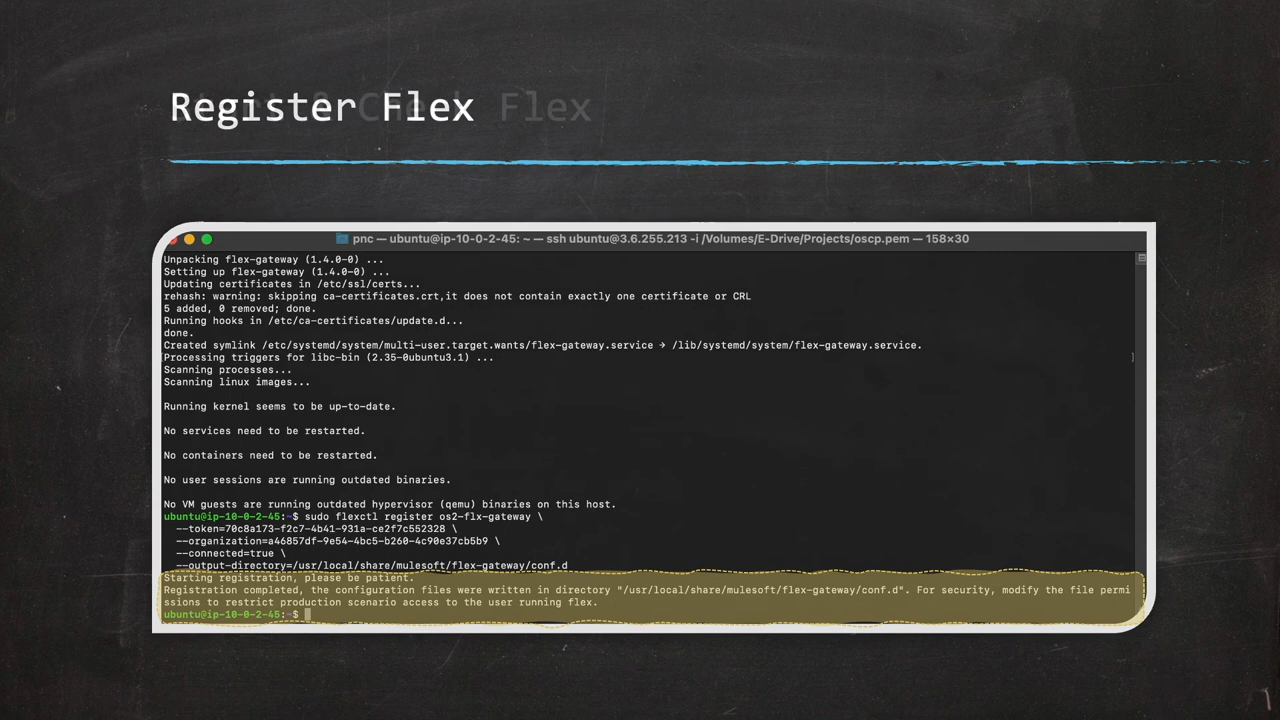 Register Flex
pnc — ubuntu@ip-10-0-2-45: ~ — ssh ubuntu@3.6.255.213 -i /Volumes/E-Drive/Projects/oscp.pem — 158×30
Unpacking flex-gateway (1.4.0-0) ...
Setting up flex-gateway (1.4.0-0) ...
Updating certificates in /etc/ssl/certs...
rehash: warning: skipping ca-certificates.crt,it does not contain exactly one certificate or CRL
5 added, 0 removed; done.
Running hooks in /etc/ca-certificates/update.d...
done.
Created symlink /etc/systemd/system/multi-user.target.wants/flex-gateway.service → /lib/systemd/system/flex-gateway.service.
Processing triggers for libc-bin (2.35-0ubuntu3.1) ...
Scanning processes...
Scanning linux images...
Running kernel seems to be up-to-date.
No services need to be restarted.
No containers need to be restarted.
No user sessions are running outdated binaries.
No VM guests are running outdated hypervisor (qemu) binaries on this host.
ubuntu@ip-10-0-2-45:~$ sudo flexctl register os2-flx-gateway \
--token=70c8a173-f2c7-4b41-931a-ce2f7c552328 \
--organization=a46857df-9e54-4bc5-b260-4c90e37cb5b9 \
--connected=true \
--output-directory=/usr/local/share/mulesoft/flex-gateway/conf.d
Starting registration, please be patient.
Registration completed, the configuration files were written in directory "/usr/local/share/mulesoft/flex-gateway/conf.d". For security, modify the file permi
ssions to restrict production scenario access to the user running flex.
ubuntu@ip-10-0-2-45:~$